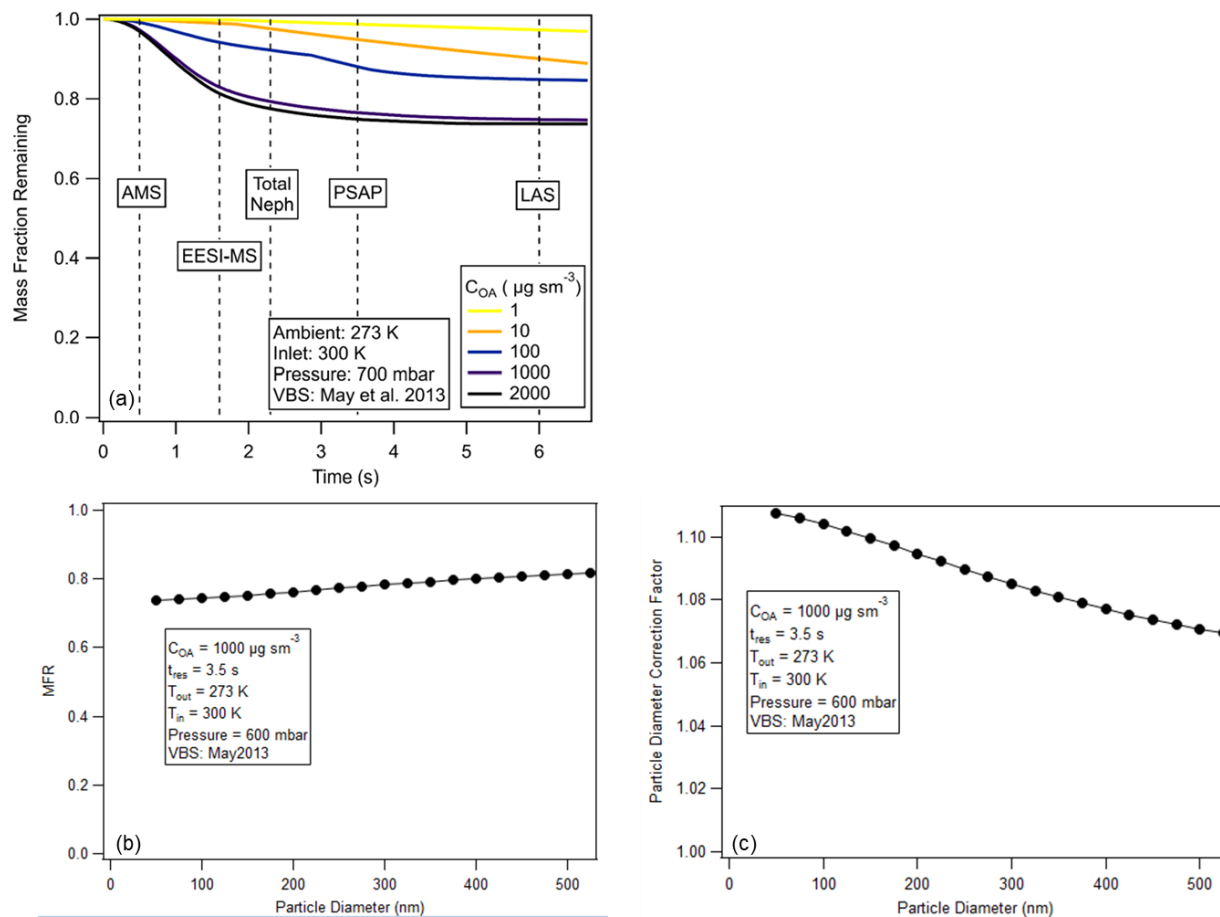 Mass Fraction Remaining
1.0
0.8
0.6
0.4
0.2
0.0
AMS
EESI-MS
Total
Neph
PSAP
LAS
Ambient: 273 K
Inlet: 300 K
Pressure: 700 mbar
VBS: May et al. 2013
C_OA ( µg sm⁻³)
1
10
100
1000
2000
(a)
0 1 2 3 4 5 6
Time (s)
MFR
1.0
0.8
0.6
0.4
0.2
0.0
C_OA = 1000 µg sm⁻³
t_res = 3.5 s
T_out = 273 K
T_in = 300 K
Pressure = 600 mbar
VBS: May2013
(b)
0 100 200 300 400 500
Particle Diameter (nm)
Particle Diameter Correction Factor
1.10
1.08
1.06
1.04
1.02
1.00
C_OA = 1000 µg sm⁻³
t_res = 3.5 s
T_out = 273 K
T_in = 300 K
Pressure = 600 mbar
VBS: May2013
(c)
0 100 200 300 400 500
Particle Diameter (nm)